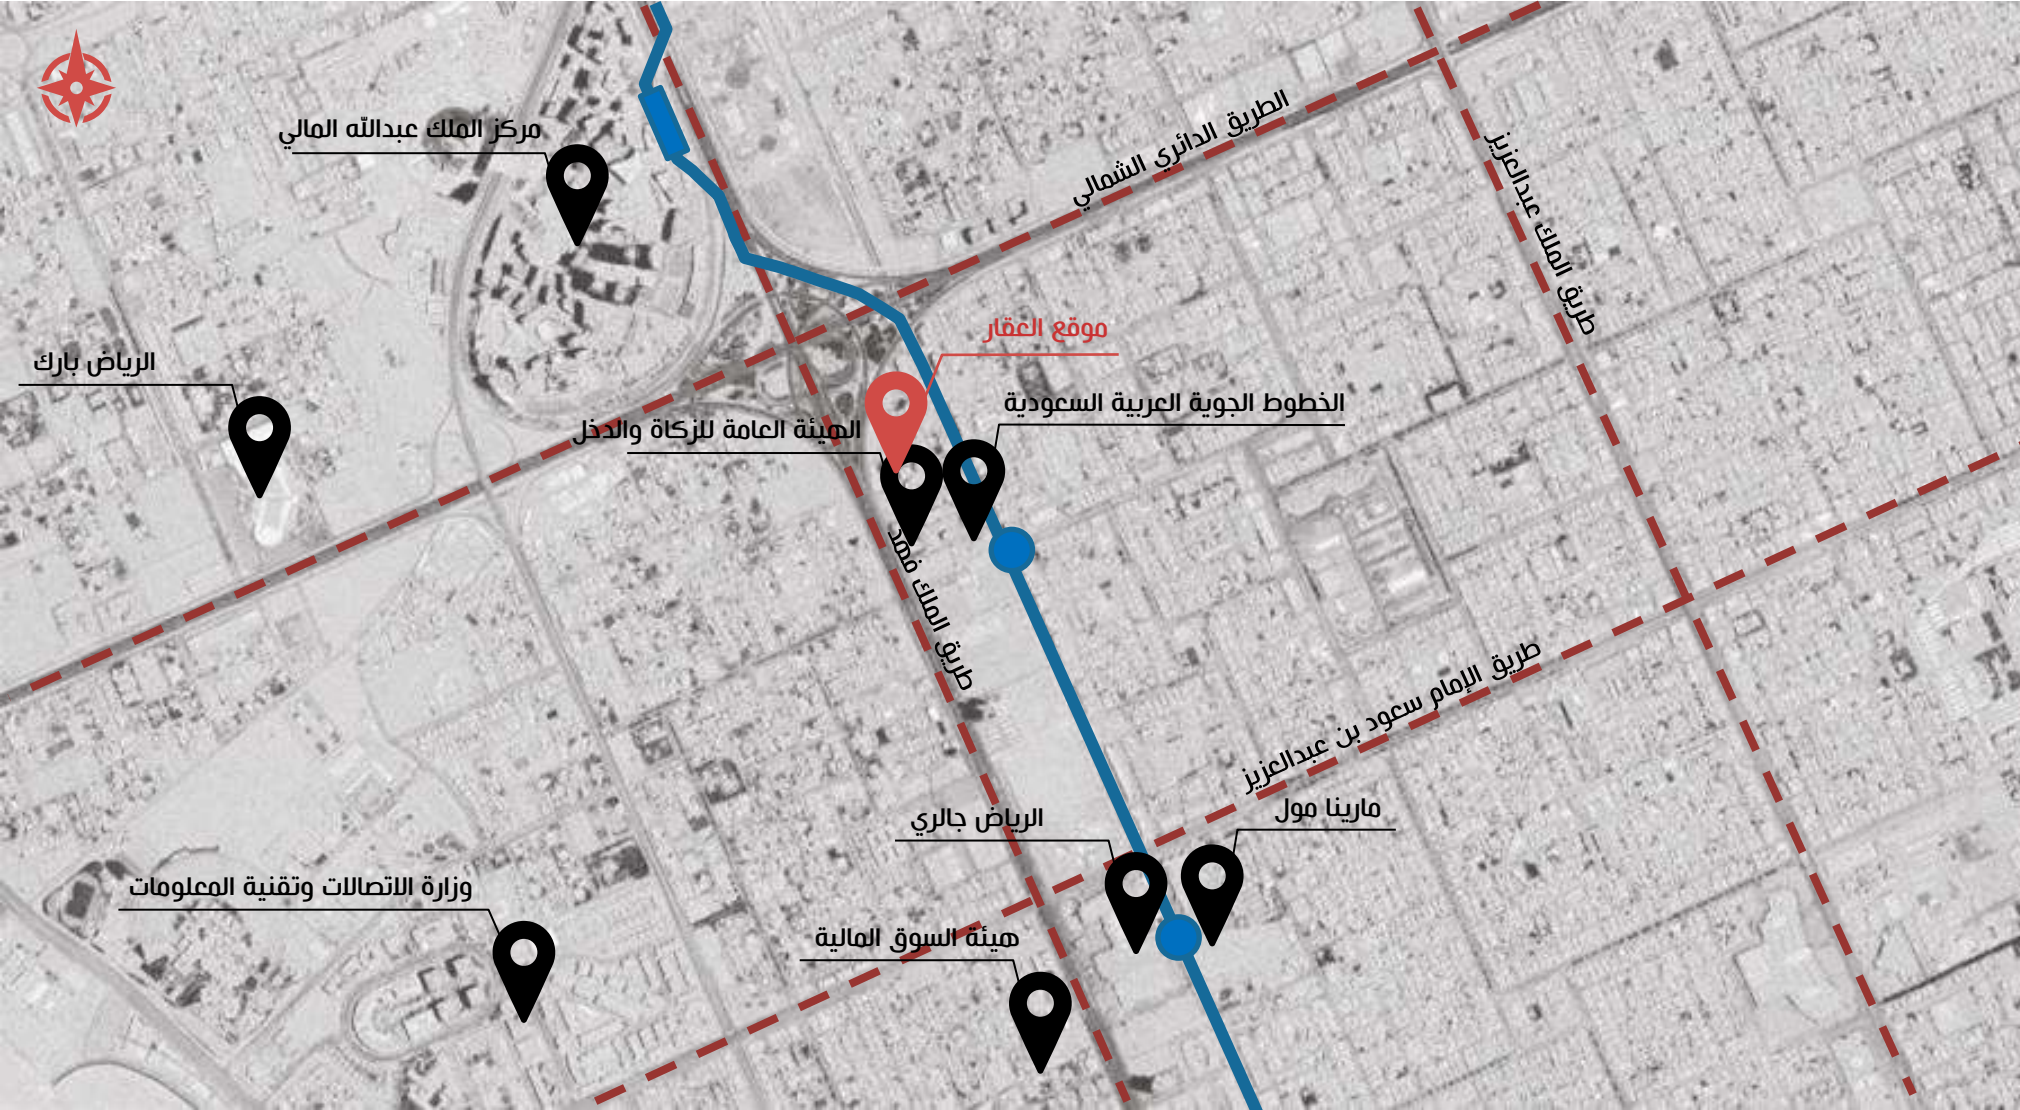 مركز الملك عبدالله المالي
الطريق الدائري الشمالي
طريق الملك عبدالعزيز
موقع العقار
الرياض بارك
الخطوط الجوية العربية السعودية
الهيئة العامة للزكاة والدخل
طريق الملك فهد
طريق الإمام سعود بن عبدالعزيز
مارينا مول
الرياض جالري
وزارة الاتصالات وتقنية المعلومات
هيئة السوق المالية